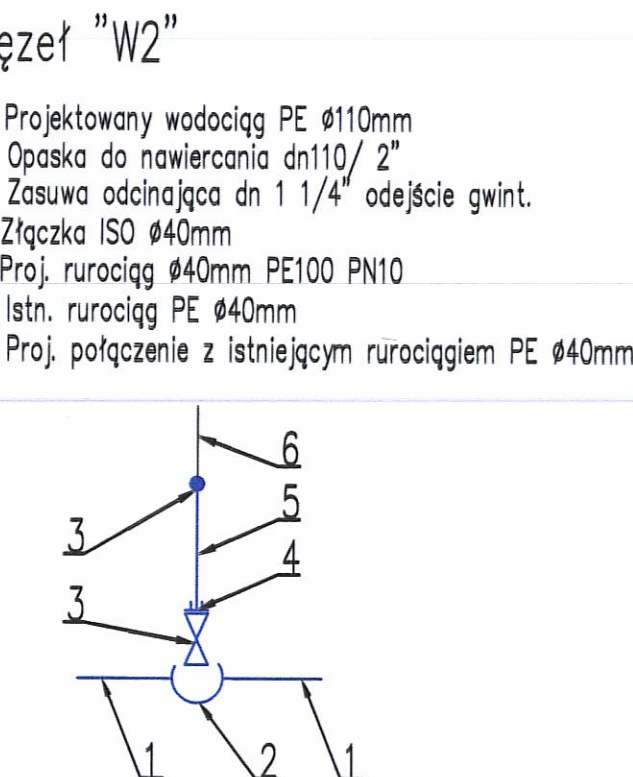 ęzeł "W2"
Projektowany wodociąg PE ø110mm
Opaska do nawiercania dn110/ 2"
Zasuwa odcinająca dn 1 1/4" odejście gwint.
Złączka ISO ø40mm
Proj. rurociąg ø40mm PE100 PN10
Istn. rurociąg PE ø40mm
Proj. połączenie z istniejącym rurociągiem PE ø40mm
6
3
5
4
3
1
2
1